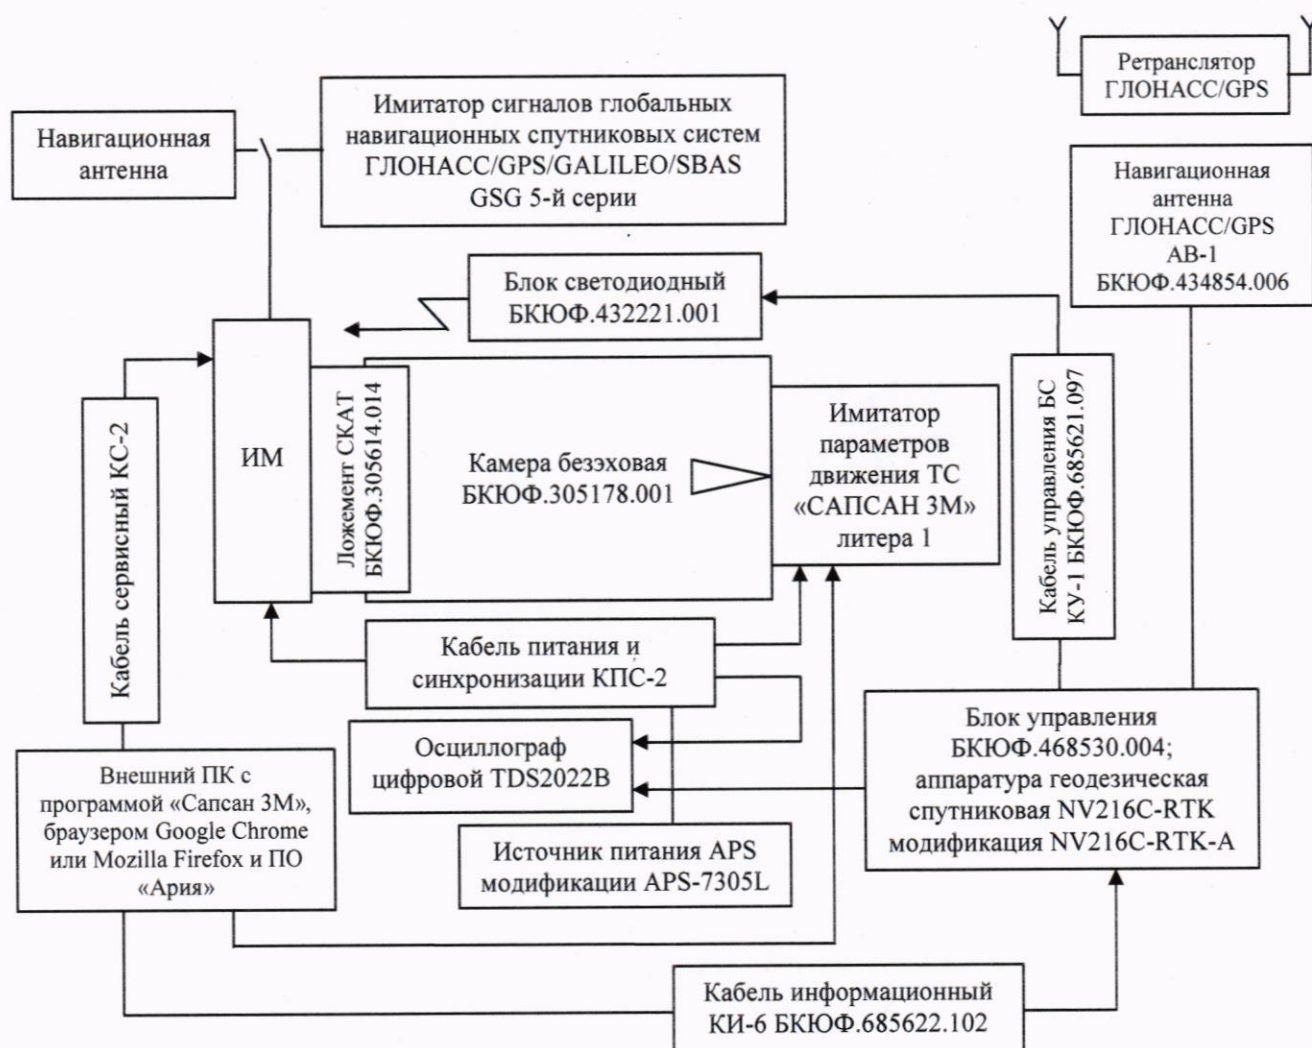 Ретранслятор
ГЛОНАСС/GPS
Навигационная
антенна
Имитатор сигналов глобальных
навигационных спутниковых систем
ГЛОНАСС/GPS/GALILEO/SBAS
GSG 5-й серии
Навигационная
антенна
ГЛОНАСС/GPS
АВ-1
БКЮФ.434854.006
Блок светодиодный
БКЮФ.432221.001
Кабель сервисный КС-2
ИМ
Ложемент СКАТ
БКЮФ.305614.014
Камера безэховая
БКЮФ.305178.001
Имитатор
параметров
движения ТС
«САПСАН 3М»
литера 1
Кабель управления БС
КУ-1 БКЮФ.685621.097
Кабель питания и
синхронизации КПС-2
Осциллограф
цифровой TDS2022B
Блок управления
БКЮФ.468530.004;
аппаратура геодезическая
спутниковая NV216C-RTK
модификация NV216C-RTK-A
Внешний ПК с
программой «Сапсан 3М»,
браузером Google Chrome
или Mozilla Firefox и ПО
«Ария»
Источник питания APS
модификации APS-7305L
Кабель информационный
КИ-6 БКЮФ.685622.102